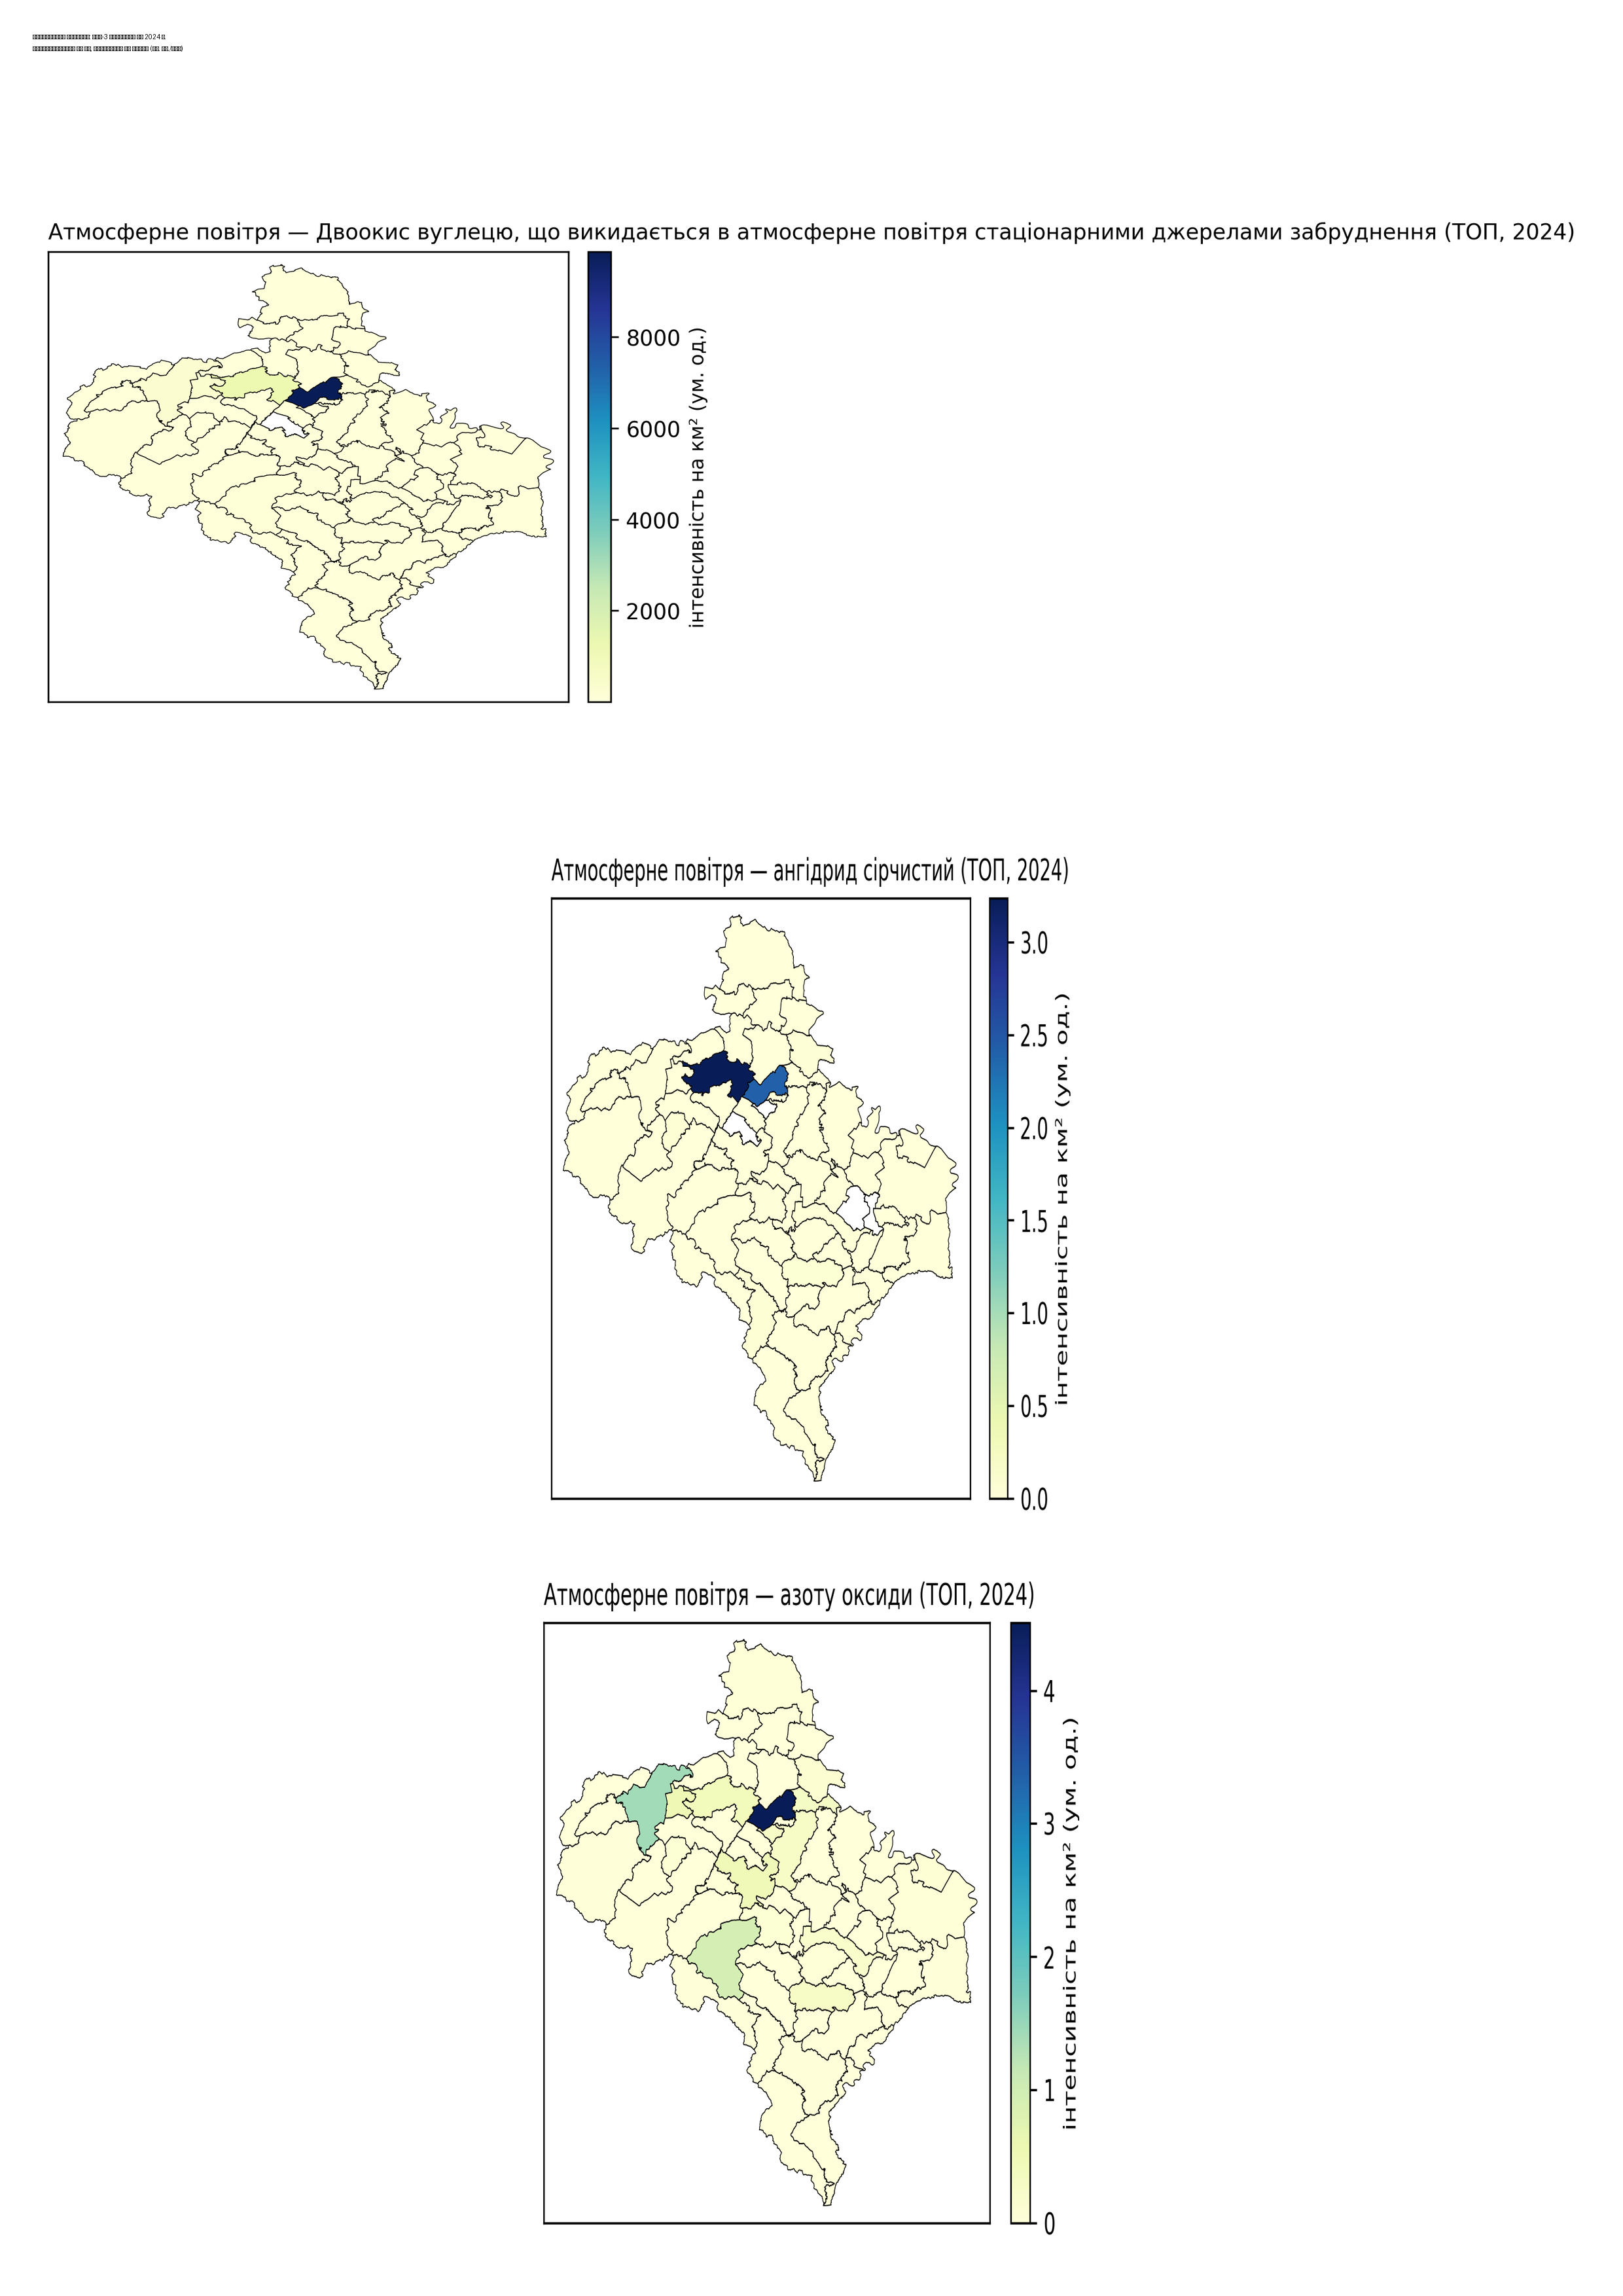 Атмосферне повітря — Двоокис вуглецю, що викидається в атмосферне повітря стаціонарними джерелами забруднення (ТОП, 2024)
8000
6000
4000
2000
інтенсивність на км² (ум. од.)
Атмосферне повітря — ангідрид сірчистий (ТОП, 2024)
3.0
2.5
2.0
1.5
1.0
0.5
0.0
інтенсивність на км² (ум. од.)
Атмосферне повітря — азоту оксиди (ТОП, 2024)
4
3
2
1
0
інтенсивність на км² (ум. од.)